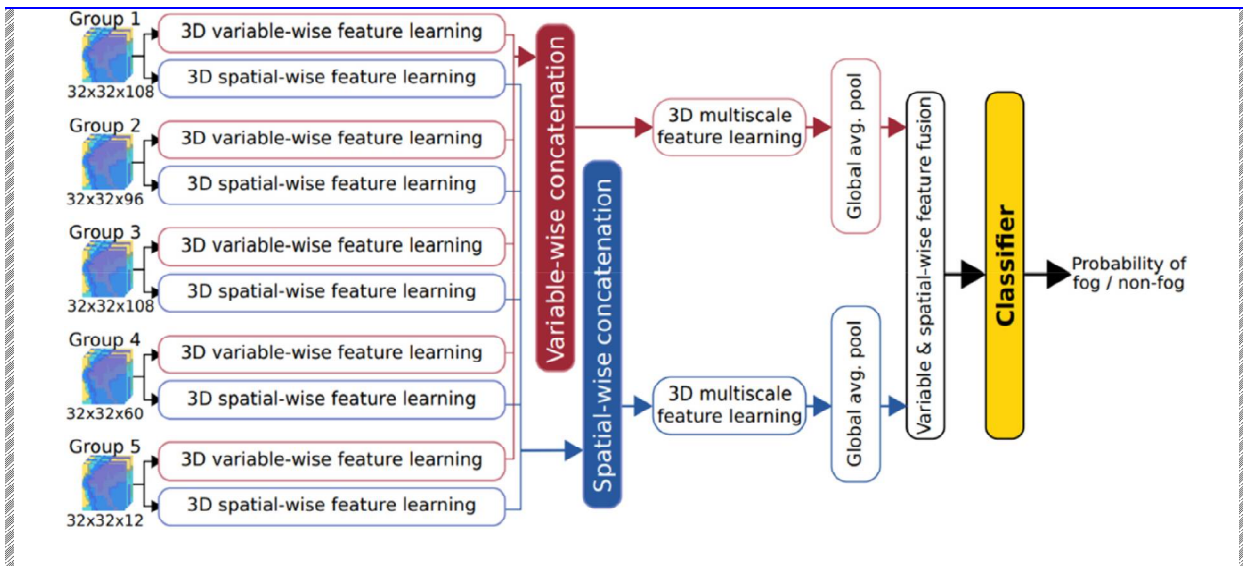 Group 1
32x32x108
3D variable-wise feature learning
3D spatial-wise feature learning
Group 2
32x32x96
3D variable-wise feature learning
3D spatial-wise feature learning
Group 3
32x32x108
3D variable-wise feature learning
3D spatial-wise feature learning
Group 4
32x32x60
3D variable-wise feature learning
3D spatial-wise feature learning
Group 5
32x32x12
3D variable-wise feature learning
3D spatial-wise feature learning
Variable-wise concatenation
Spatial-wise concatenation
3D multiscale
feature learning
Global avg. pool
3D multiscale
feature learning
Global avg. pool
Variable & spatial-wise feature fusion
Classifier
Probability of
fog / non-fog